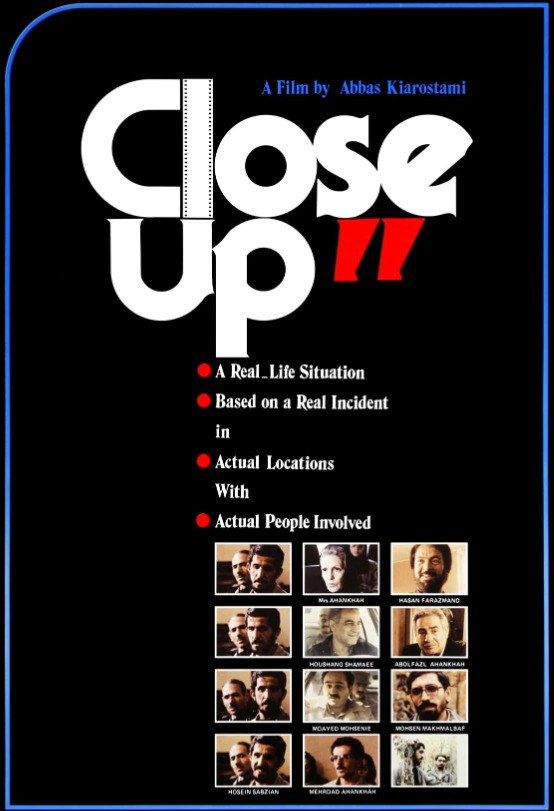 A Film by Abbas Kiarostami
Close
Up"
A Real_Life Situation
Based on a Real Incident
in
Actual Locations
With
Actual People Involved
Mrs.AHANKHAH
HASAN FARAZMAND
HOUSHANG SHAMAEE
ABOLFAZL AHANKHAH
MOAYED MOHSENIE
MOHSEN MAKHMALBAF
HOSEIN SABZIAN
MEHRDAD AHANKHAH